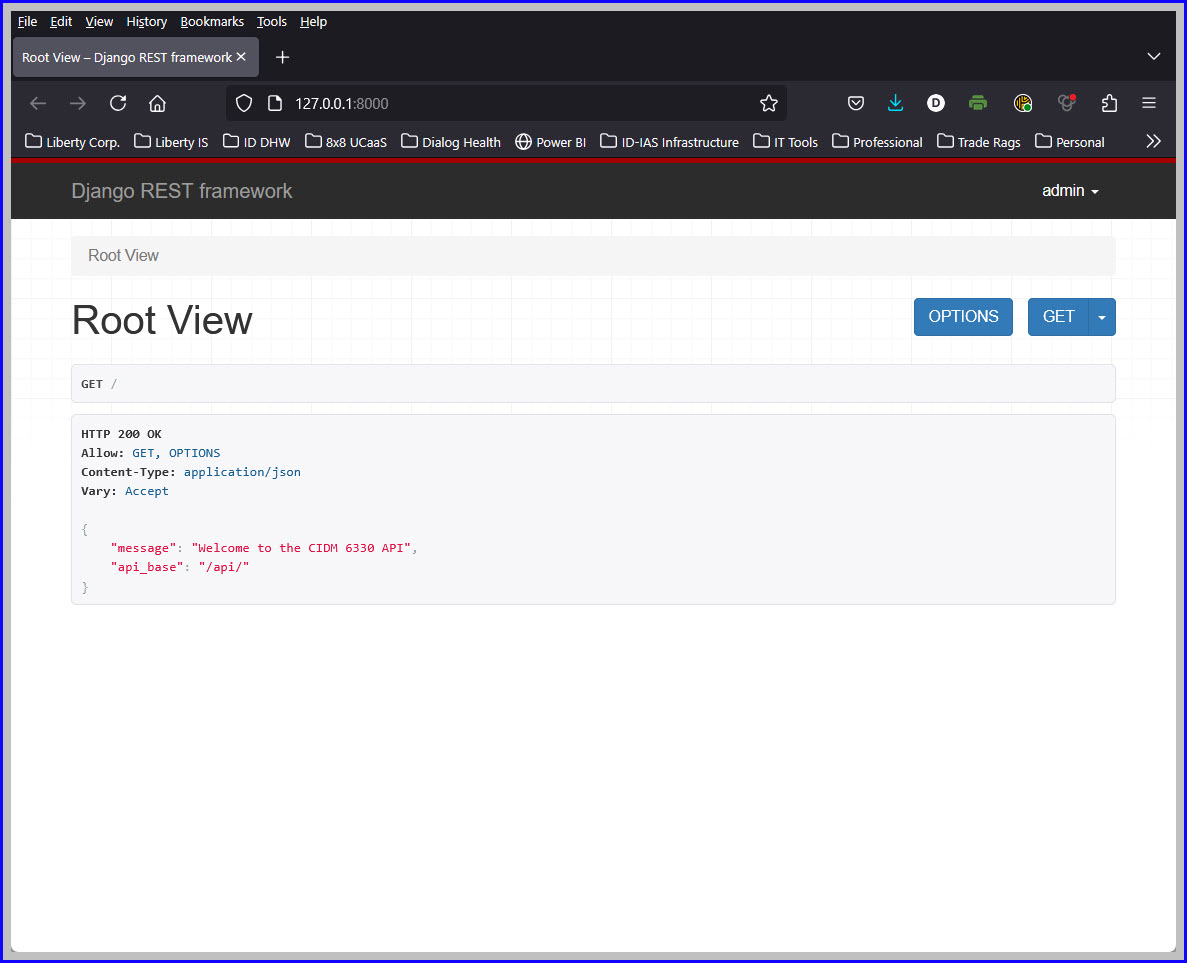 File Edit View History Bookmarks Tools Help
Root View – Django REST framework
127.0.0.1:8000
D
Liberty Corp. Liberty IS ID DHW 8x8 UCaaS Dialog Health Power BI ID-IAS Infrastructure IT Tools Professional Trade Rags Personal
Django REST framework admin
Root View
Root View OPTIONS GET
GET /
HTTP 200 OK
Allow: GET, OPTIONS
Content-Type: application/json
Vary: Accept
{
"message": "Welcome to the CIDM 6330 API",
"api_base": "/api/"
}